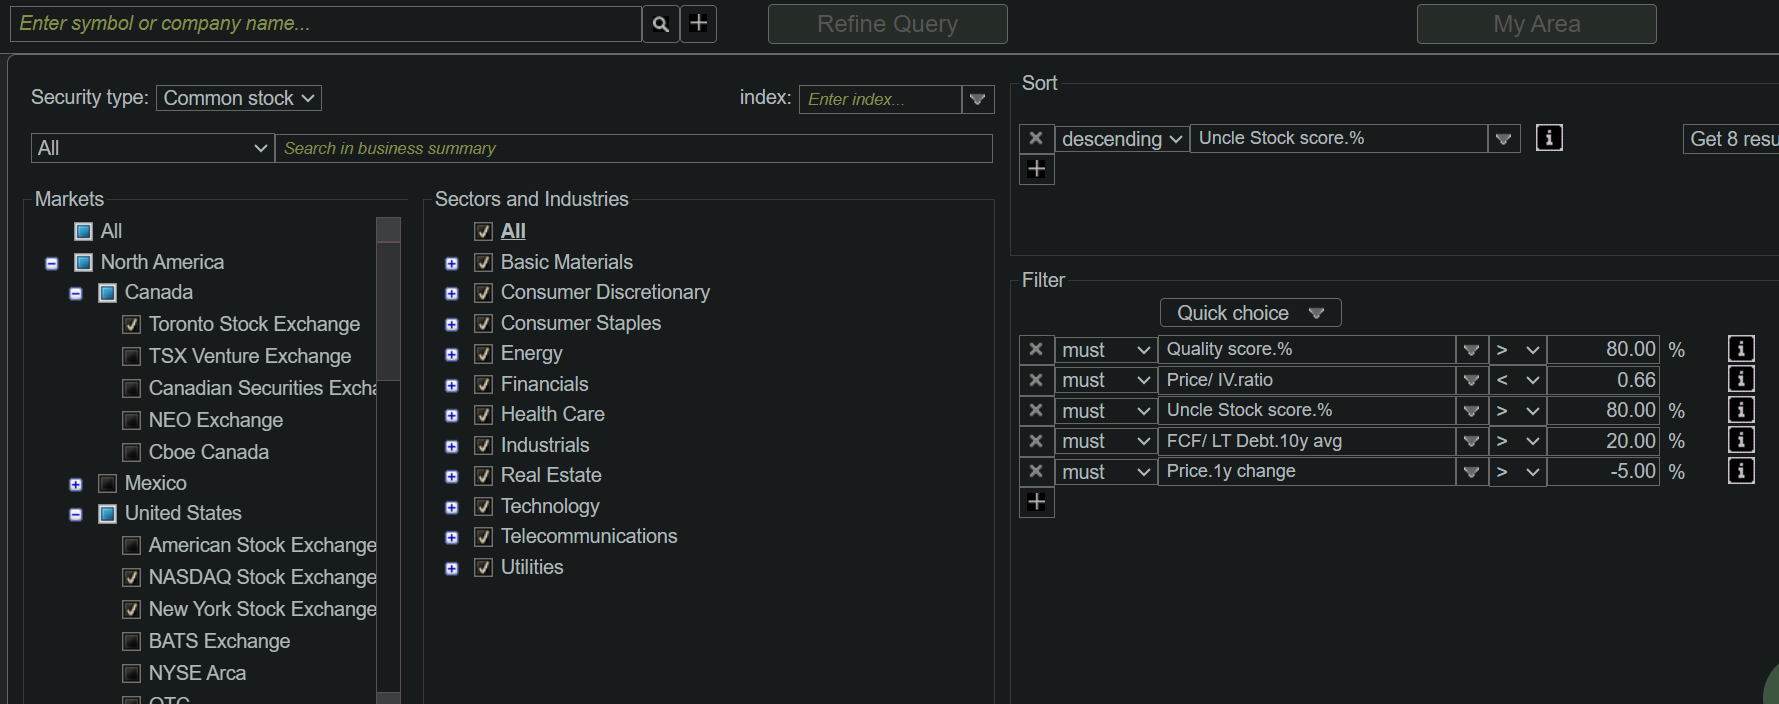 Enter symbol or company name...
Refine Query
My Area
Security type: Common stock
index: Enter index...
All
Search in business summary
Markets
All
North America
Canada
Toronto Stock Exchange
TSX Venture Exchange
Canadian Securities Excha
NEO Exchange
Cboe Canada
Mexico
United States
American Stock Exchange
NASDAQ Stock Exchange
New York Stock Exchange
BATS Exchange
NYSE Arca
OTC
Sectors and Industries
All
Basic Materials
Consumer Discretionary
Consumer Staples
Energy
Financials
Health Care
Industrials
Real Estate
Technology
Telecommunications
Utilities
Sort
descending Uncle Stock score.%
Get 8 resu
Filter
Quick choice
must Quality score.% > 80.00 %
must Price/ IV.ratio < 0.66
must Uncle Stock score.% > 80.00 %
must FCF/ LT Debt.10y avg > 20.00 %
must Price.1y change > -5.00 %